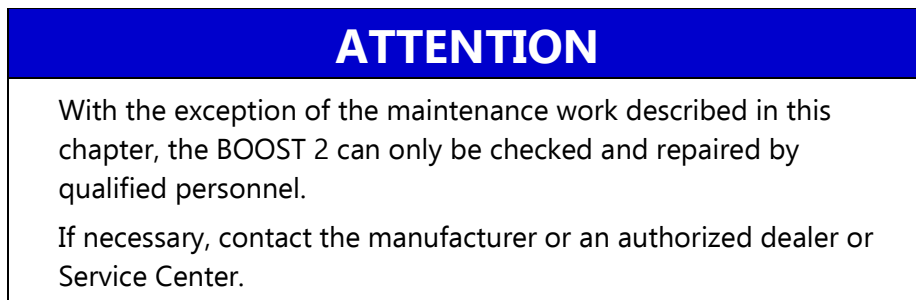 ATTENTION
With the exception of the maintenance work described in this
chapter, the BOOST 2 can only be checked and repaired by
qualified personnel.
If necessary, contact the manufacturer or an authorized dealer or
Service Center.